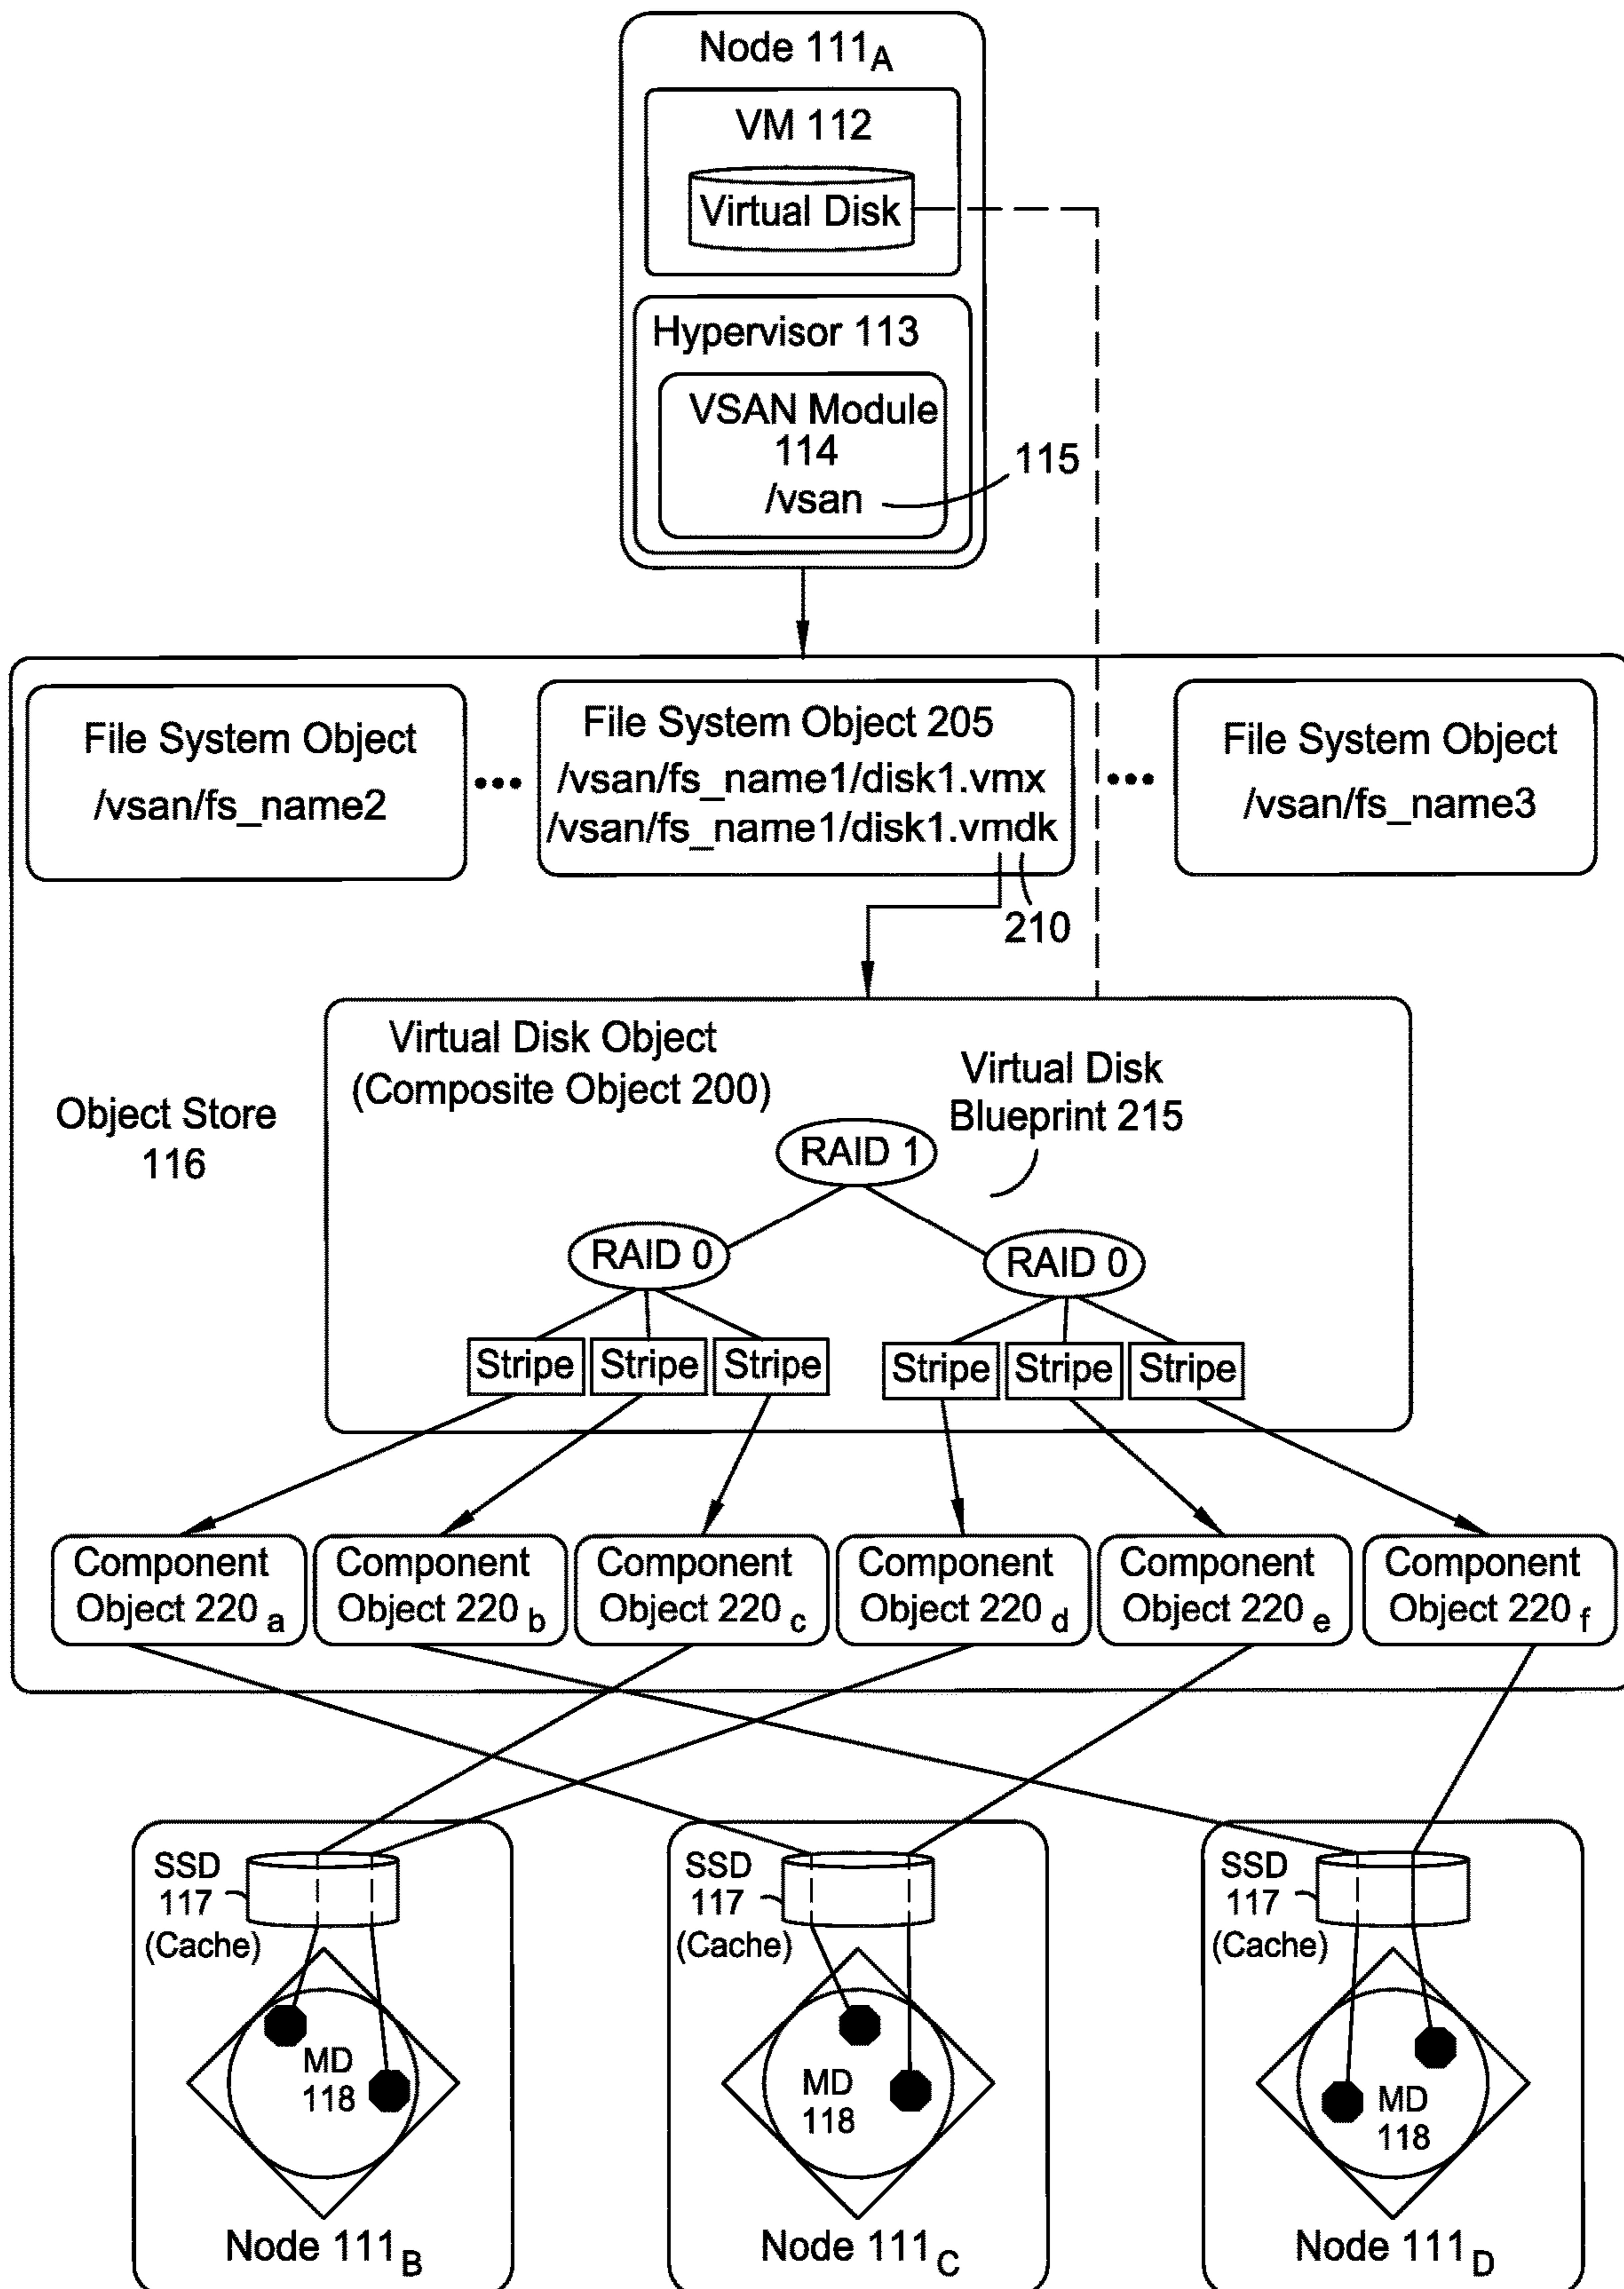 Node 111A
VM 112
Virtual Disk
Hypervisor 113
VSAN Module
114
/vsan
115
File System Object
/vsan/fs_name2
•••
File System Object 205
/vsan/fs_name1/disk1.vmx
/vsan/fs_name1/disk1.vmdk
•••
File System Object
/vsan/fs_name3
210
Virtual Disk Object
(Composite Object 200)
Virtual Disk
Blueprint 215
Object Store
116
RAID 1
RAID 0
RAID 0
Stripe
Stripe
Stripe
Stripe
Stripe
Stripe
Component
Object 220 a
Component
Object 220 b
Component
Object 220 c
Component
Object 220 d
Component
Object 220 e
Component
Object 220 f
SSD
117
(Cache)
MD
118
Node 111B
SSD
117
(Cache)
MD
118
Node 111C
SSD
117
(Cache)
MD
118
Node 111D